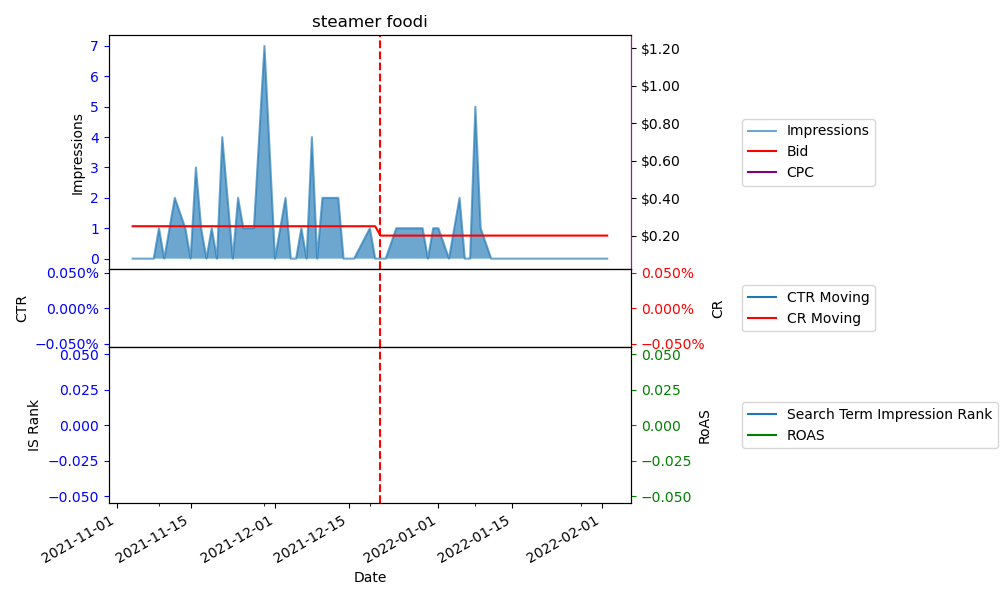 steamer foodi
7
6
5
4
3
2
1
0
Impressions
$1.20
$1.00
$0.80
$0.60
$0.40
$0.20
Impressions
Bid
CPC
0.050%
0.000%
−0.050%
CTR
0.050%
0.000%
−0.050%
CR
CTR Moving
CR Moving
0.050
0.025
0.000
−0.025
−0.050
IS Rank
0.050
0.025
0.000
−0.025
−0.050
RoAS
Search Term Impression Rank
ROAS
2021-11-01
2021-11-15
2021-12-01
2021-12-15
2022-01-01
2022-01-15
2022-02-01
Date